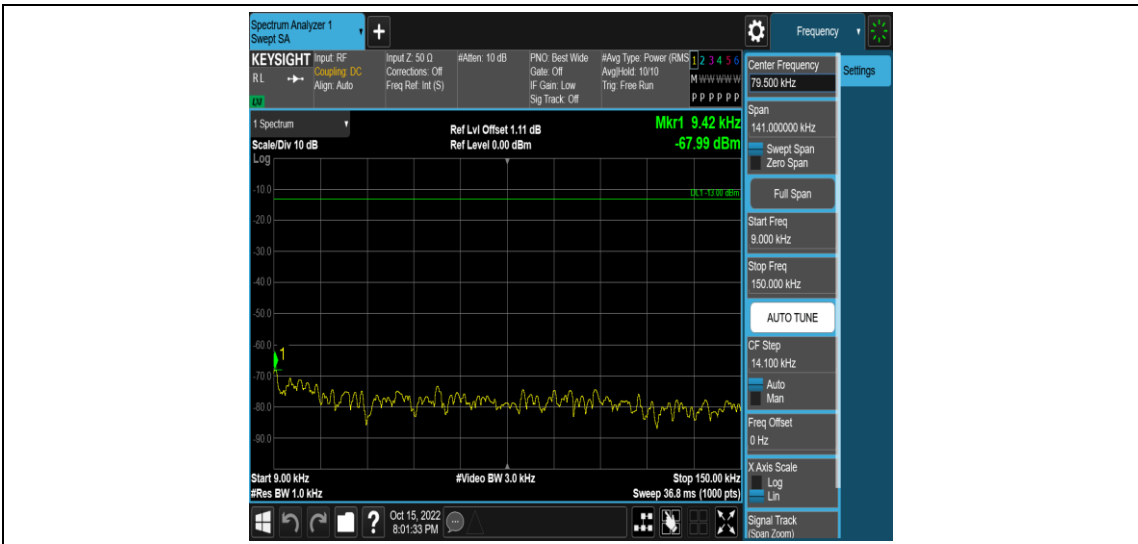 Spectrum Analyzer 1
Swept SA
Frequency
KEYSIGHT
RL
LXI
Input: RF
Coupling: DC
Align: Auto
Input Z: 50 Ω
Corrections: Off
Freq Ref: Int (S)
#Atten: 10 dB
PNO: Best Wide
Gate: Off
IF Gain: Low
Sig Track: Off
#Avg Type: Power (RMS
Avg|Hold: 10/10
Trig: Free Run
1 2 3 4 5 6
M W W W W W
P P P P P P
1 Spectrum
Scale/Div 10 dB
Log
Ref Lvl Offset 1.11 dB
Ref Level 0.00 dBm
Mkr1 9.42 kHz
-67.99 dBm
DL1 -13.00 dBm
-10.0
-20.0
-30.0
-40.0
-50.0
-60.0
1
-70.0
-80.0
-90.0
Start 9.00 kHz
#Res BW 1.0 kHz
#Video BW 3.0 kHz
Stop 150.00 kHz
Sweep 36.8 ms (1000 pts)
?
Oct 15, 2022
8:01:33 PM
Center Frequency
79.500 kHz
Settings
Span
141.000000 kHz
Swept Span
Zero Span
Full Span
Start Freq
9.000 kHz
Stop Freq
150.000 kHz
AUTO TUNE
CF Step
14.100 kHz
Auto
Man
Freq Offset
0 Hz
X Axis Scale
Log
Lin
Signal Track
(Span Zoom)